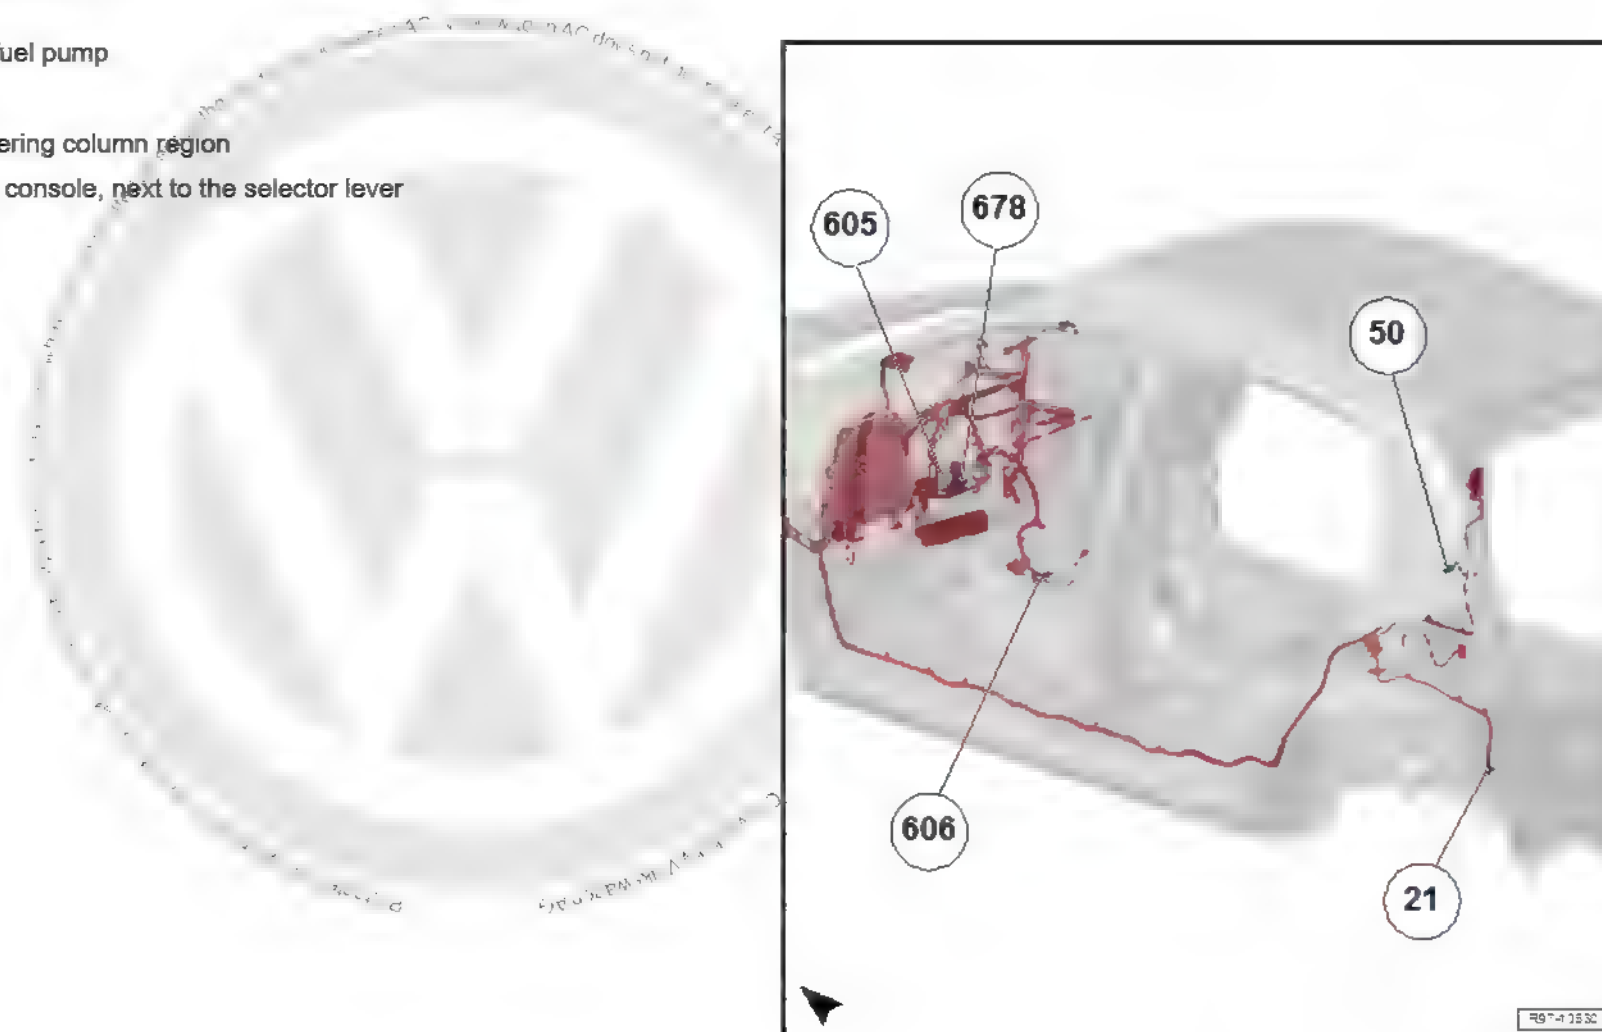 uel pump
ering column region
console, next to the selector lever
605
678
50
606
21